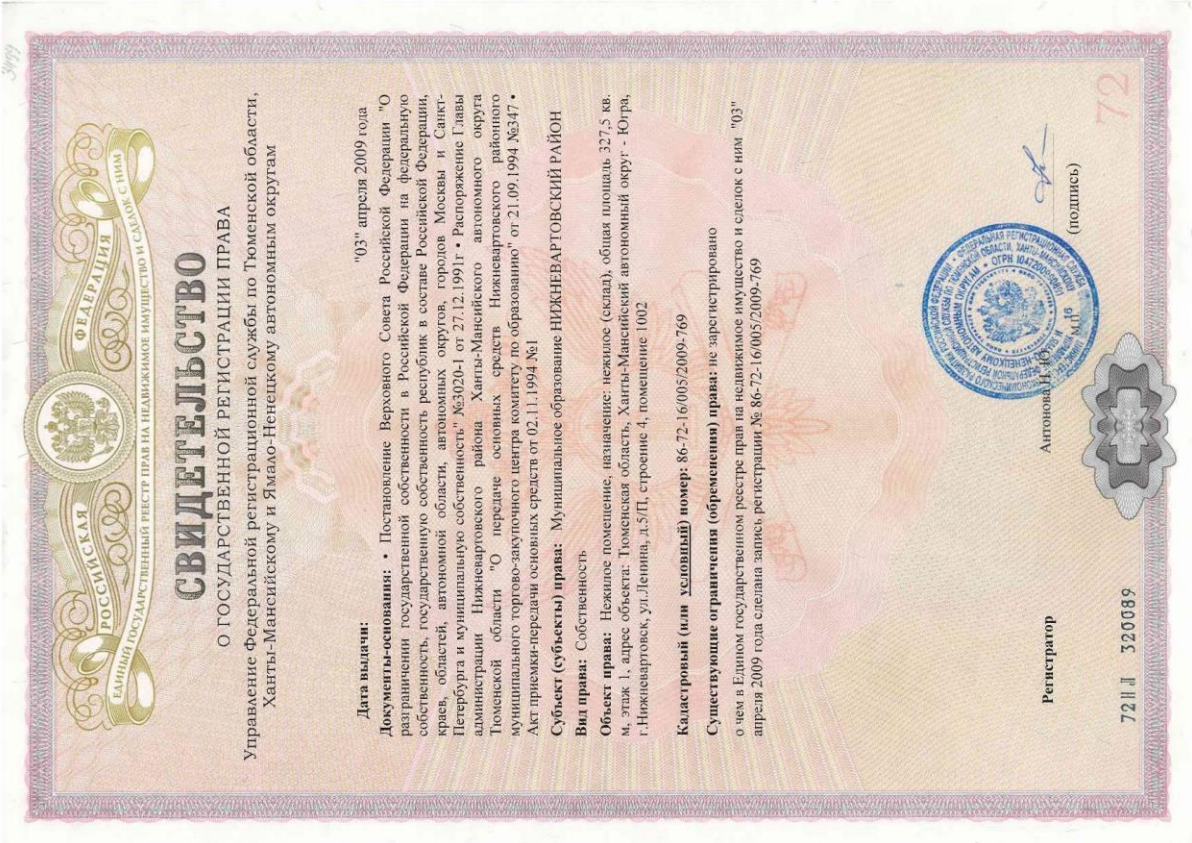 РОССИЙСКАЯ ФЕДЕРАЦИЯ
ЕДИНЫЙ ГОСУДАРСТВЕННЫЙ РЕЕСТР ПРАВ НА НЕДВИЖИМОЕ ИМУЩЕСТВО И СДЕЛОК С НИМ
СВИДЕТЕЛЬСТВО
О ГОСУДАРСТВЕННОЙ РЕГИСТРАЦИИ ПРАВА
Управление Федеральной регистрационной службы по Тюменской области,
Ханты-Мансийскому и Ямало-Ненецкому автономным округам
Дата выдачи: "03" апреля 2009 года
Документы-основания: • Постановление Верховного Совета Российской Федерации "О
разграничении государственной собственности в Российской Федерации на федеральную
собственность, государственную собственность республик в составе Российской Федерации,
краев, областей, автономной области, автономных округов, городов Москвы и Санкт-
Петербурга и муниципальную собственность" №3020-1 от 27.12.1991г • Распоряжение Главы
администрации Нижневартовского района Ханты-Мансийского автономного округа
Тюменской области "О передаче основных средств Нижневартовского районного
муниципального торгово-закупочного центра комитету по образованию" от 21.09.1994 №347 •
Акт приемки-передачи основных средств от 02.11.1994 №1
Субъект (субъекты) права: Муниципальное образование НИЖНЕВАРТОВСКИЙ РАЙОН
Вид права: Собственность
Объект права: Нежилое помещение, назначение: нежилое (склад), общая площадь 327,5 кв.
м, этаж 1, адрес объекта: Тюменская область, Ханты-Мансийский автономный округ - Югра,
г.Нижневартовск, ул.Ленина, д.5/П, строение 4, помещение 1002
Кадастровый (или условный) номер: 86-72-16/005/2009-769
Существующие ограничения (обременения) права: не зарегистрировано
о чем в Едином государственном реестре прав на недвижимое имущество и сделок с ним "03"
апреля 2009 года сделана запись регистрации № 86-72-16/005/2009-769
Регистратор Антонова Н. Ю. м.п. (подпись)
72 НЛ 320089
72